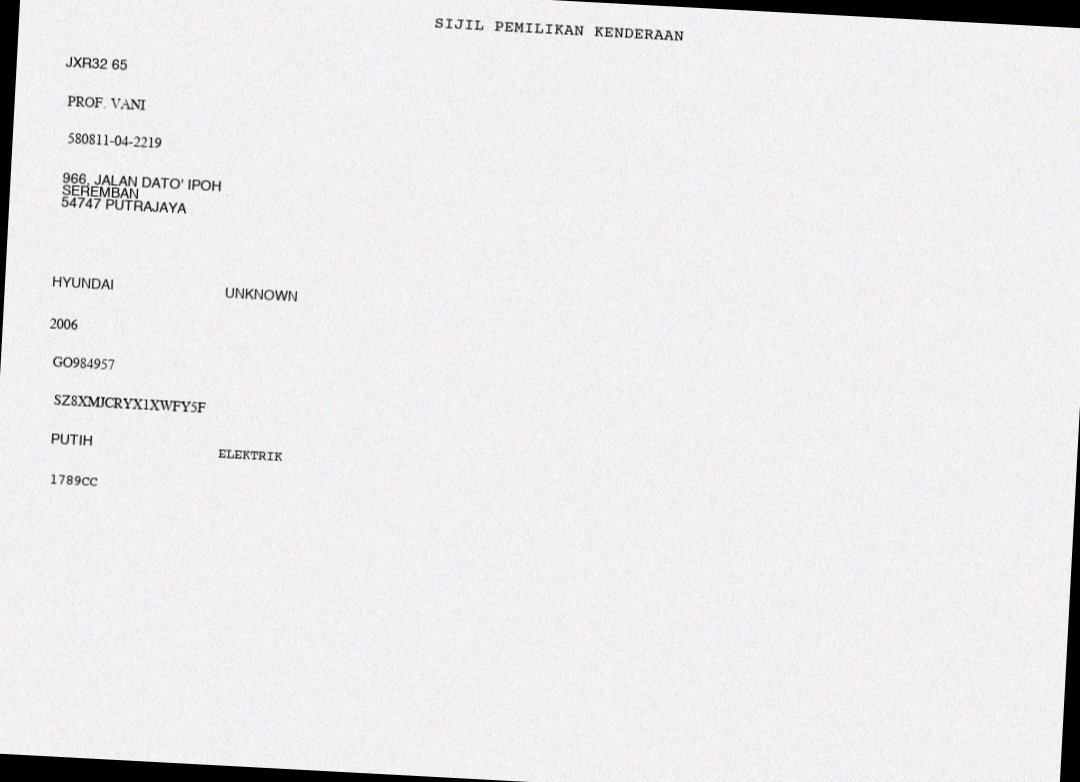 SIJIL PEMILIKAN KENDERAAN
JXR32 65
PROF. VANI
580811-04-2219
966, JALAN DATO' IPOH
SEREMBAN
54747 PUTRAJAYA
HYUNDAI UNKNOWN
2006
GO984957
SZ8XMJCRYX1XWFY5F
PUTIH ELEKTRIK
1789CC